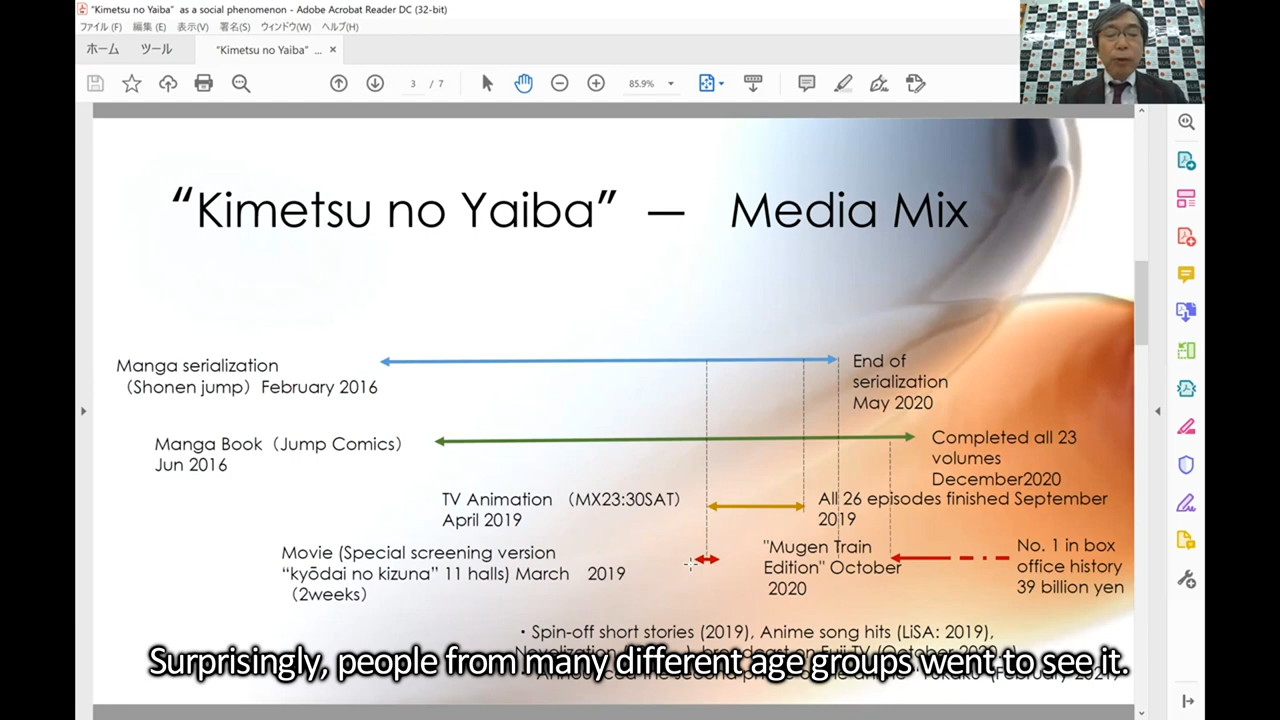 "Kimetsu no Yaiba" as a social phenomenon - Adobe Acrobat Reader DC (32-bit)
ファイル (F) 編集 (E) 表示(V) 署名(S) ウィンドウ(W) ヘルプ(H)
ホーム ツール "Kimetsu no Yaiba" ... ×
3 / 7 85.9%
“Kimetsu no Yaiba” — Media Mix
Manga serialization
（Shonen jump）February 2016
End of
serialization
May 2020
Manga Book（Jump Comics）
Jun 2016
Completed all 23
volumes
December2020
TV Animation （MX23:30SAT）
April 2019
All 26 episodes finished September
2019
Movie (Special screening version
“kyōdai no kizuna” 11 halls) March 2019
（2weeks）
"Mugen Train
Edition" October
2020
No. 1 in box
office history
39 billion yen
・Spin-off short stories (2019), Anime song hits (LiSA: 2019),
Surprisingly, people from many different age groups went to see it.